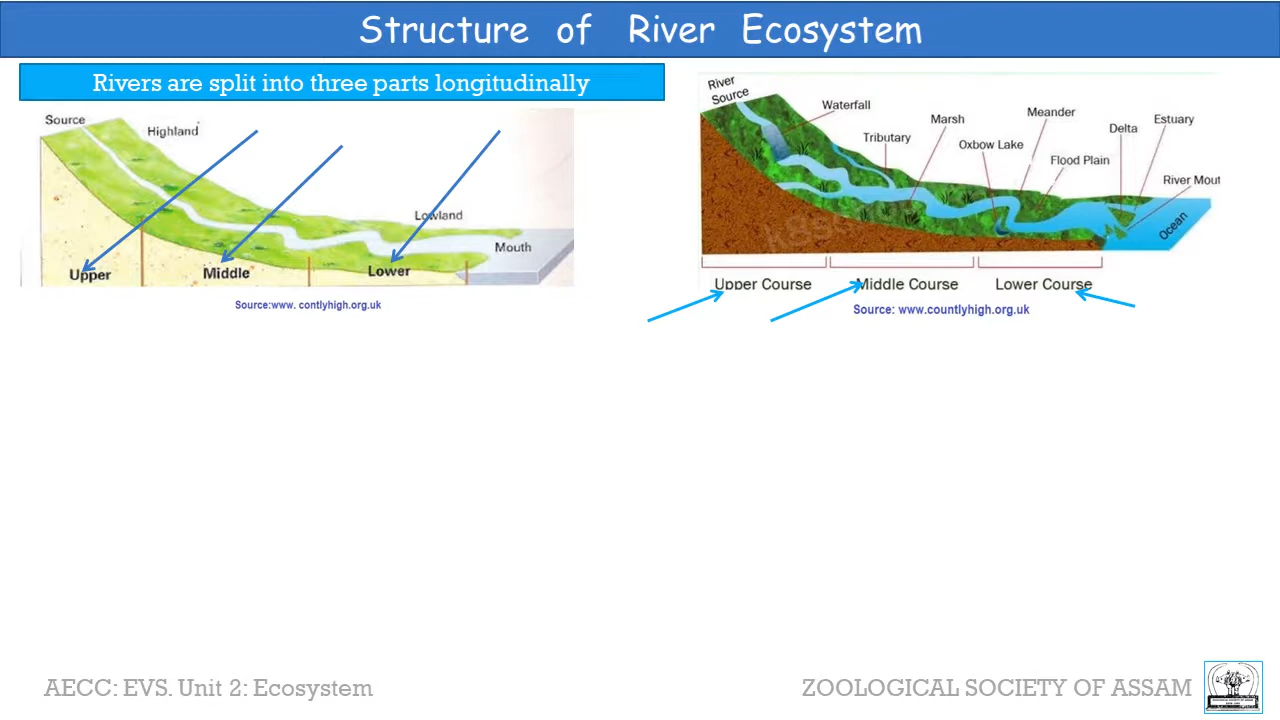 Structure of River Ecosystem
Rivers are split into three parts longitudinally
Source
Highland
Lowland
Mouth
Upper
Middle
Lower
Source:www. contlyhigh.org.uk
River
Source
Waterfall
Tributary
Marsh
Oxbow Lake
Meander
Flood Plain
Delta
Estuary
River Mout
Ocean
Upper Course
Middle Course
Lower Course
Source: www.countlyhigh.org.uk
AECC: EVS. Unit 2: Ecosystem
ZOOLOGICAL SOCIETY OF ASSAM